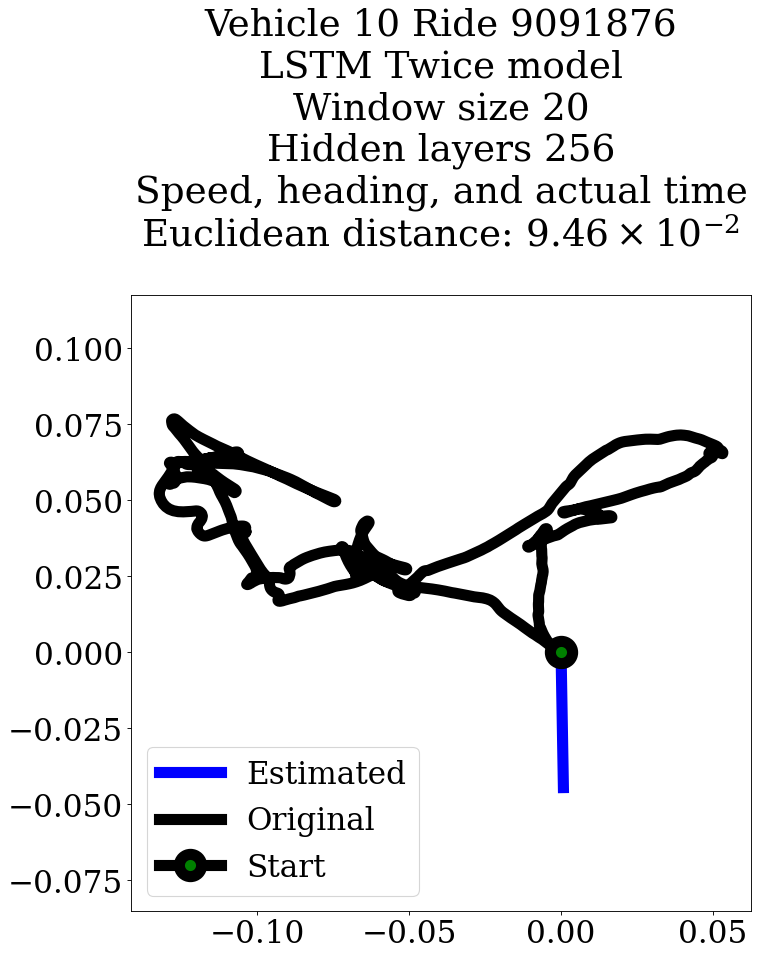 Vehicle 10 Ride 9091876
LSTM Twice model
Window size 20
Hidden layers 256
Speed, heading, and actual time
Euclidean distance: 9.46 × 10⁻²
0.100
0.075
0.050
0.025
0.000
−0.025
−0.050
−0.075
Estimated
Original
Start
−0.10
−0.05
0.00
0.05